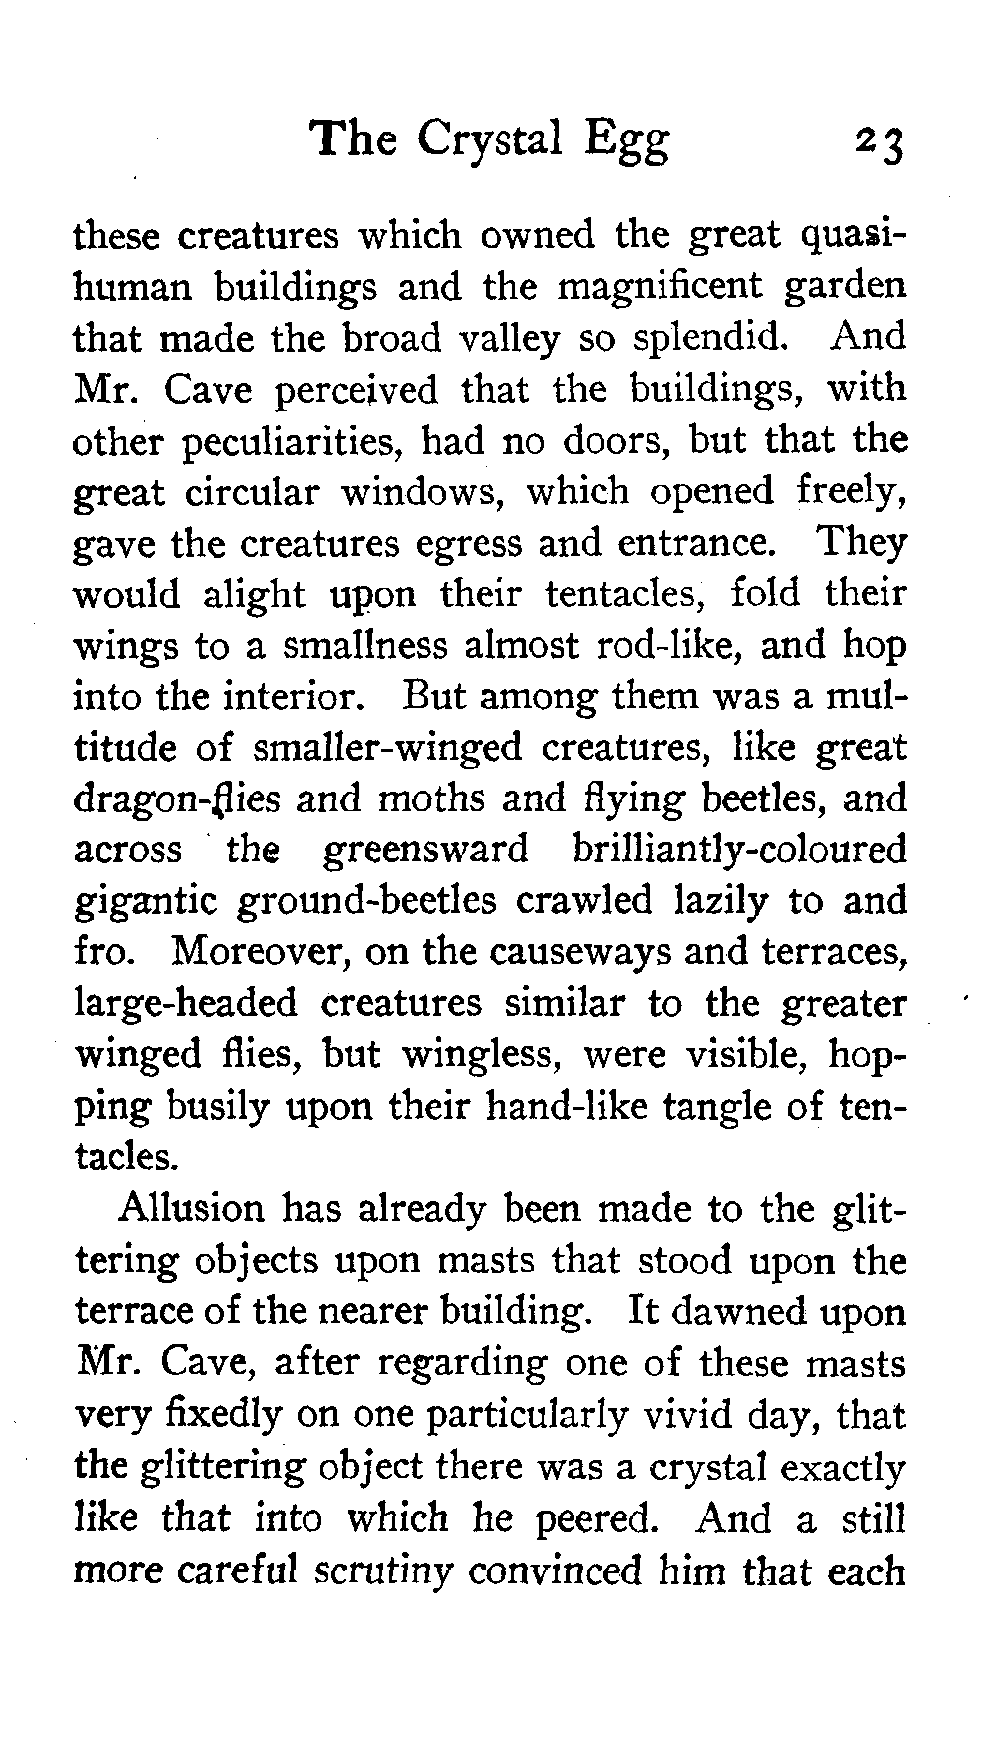 The Crystal Egg 23
these creatures which owned the great quasi-
human buildings and the magnificent garden
that made the broad valley so splendid. And
Mr. Cave perceived that the buildings, with
other peculiarities, had no doors, but that the
great circular windows, which opened freely,
gave the creatures egress and entrance. They
would alight upon their tentacles, fold their
wings to a smallness almost rod-like, and hop
into the interior. But among them was a mul-
titude of smaller-winged creatures, like great
dragon-flies and moths and flying beetles, and
across the greensward brilliantly-coloured
gigantic ground-beetles crawled lazily to and
fro. Moreover, on the causeways and terraces,
large-headed creatures similar to the greater
winged flies, but wingless, were visible, hop-
ping busily upon their hand-like tangle of ten-
tacles.
Allusion has already been made to the glit-
tering objects upon masts that stood upon the
terrace of the nearer building. It dawned upon
Mr. Cave, after regarding one of these masts
very fixedly on one particularly vivid day, that
the glittering object there was a crystal exactly
like that into which he peered. And a still
more careful scrutiny convinced him that each